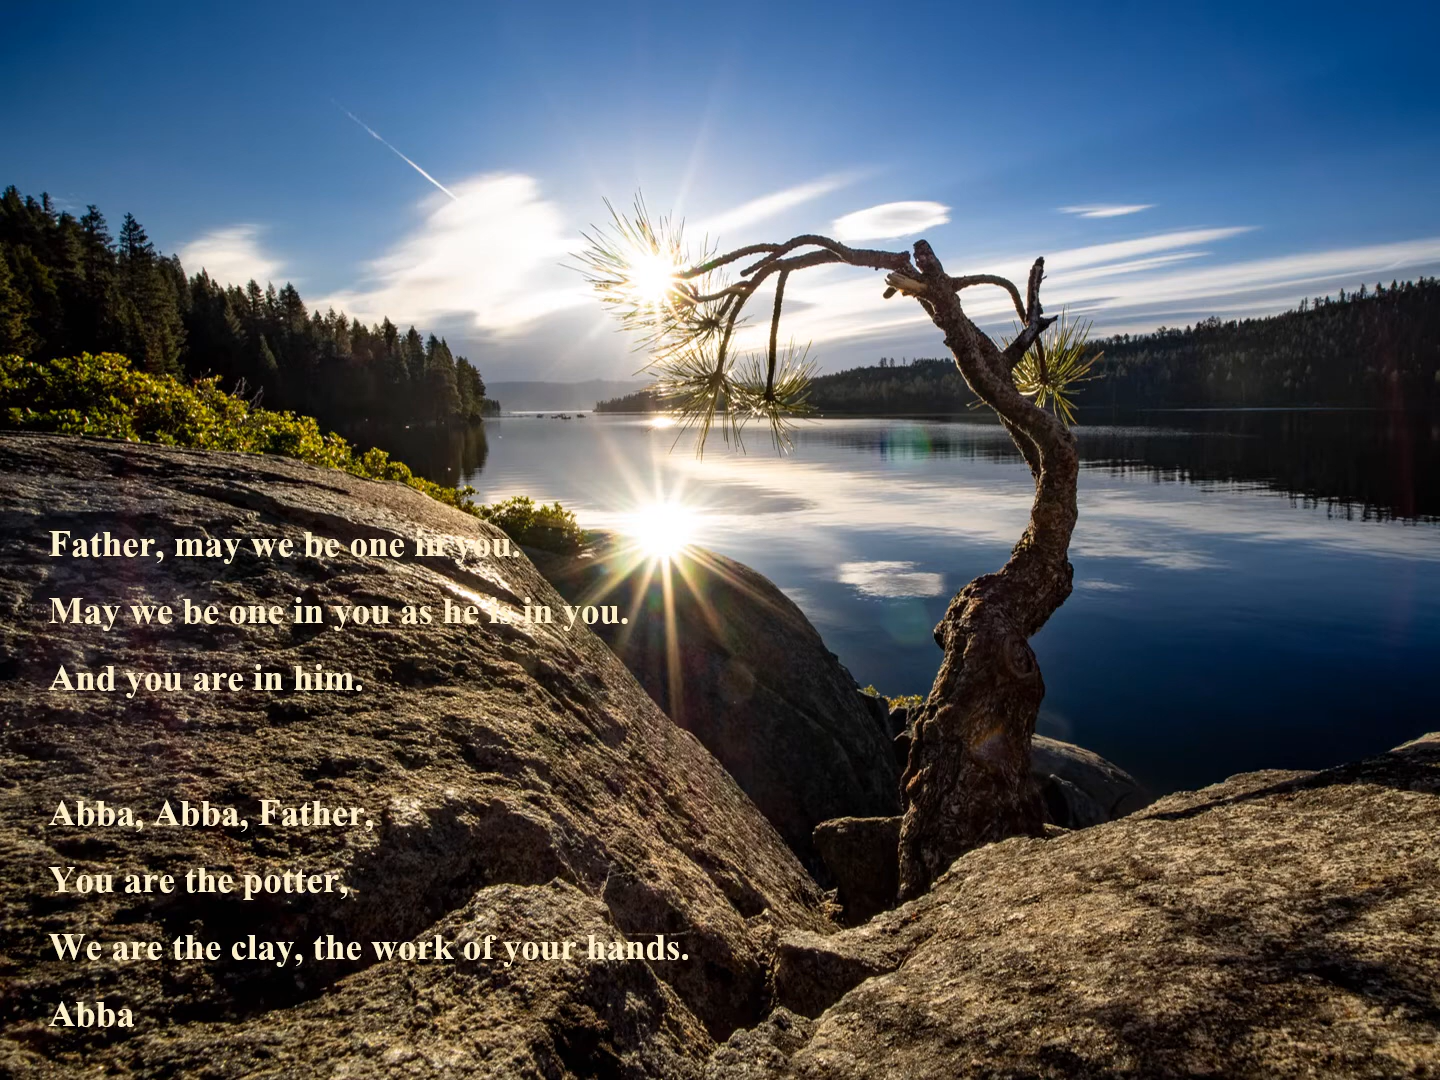 Father, may we be one in you.
May we be one in you as he is in you.
And you are in him.
Abba, Abba, Father,
You are the potter,
We are the clay, the work of your hands.
Abba